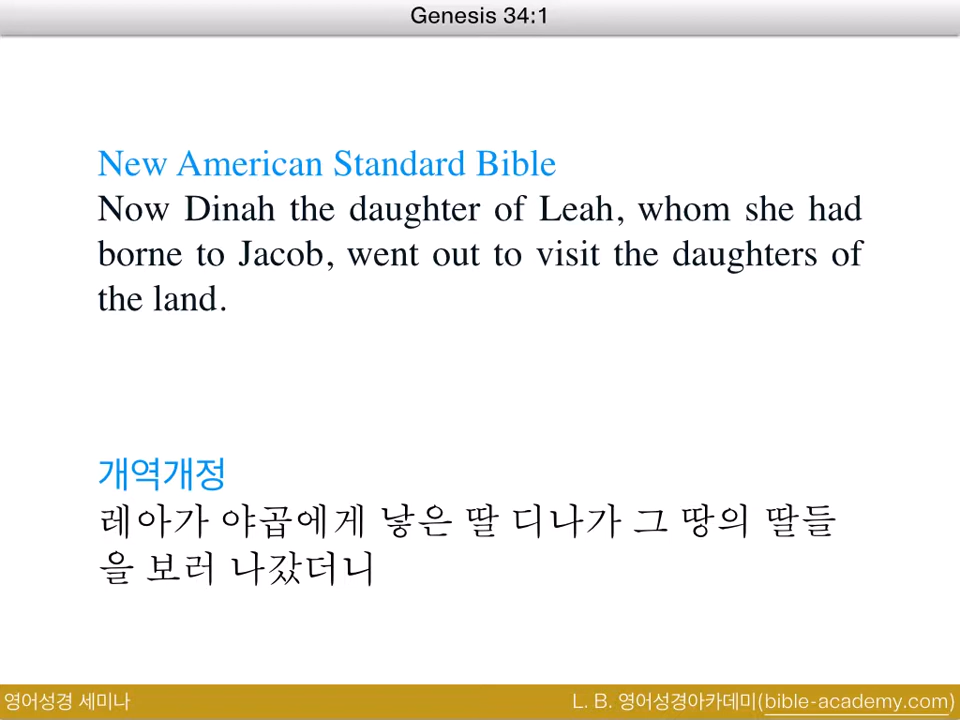 Genesis 34:1
New American Standard Bible
Now Dinah the daughter of Leah, whom she had
borne to Jacob, went out to visit the daughters of
the land.
개역개정
레아가 야곱에게 낳은 딸 디나가 그 땅의 딸들
을 보러 나갔더니
영어성경 세미나
L. B. 영어성경아카데미(bible-academy.com)